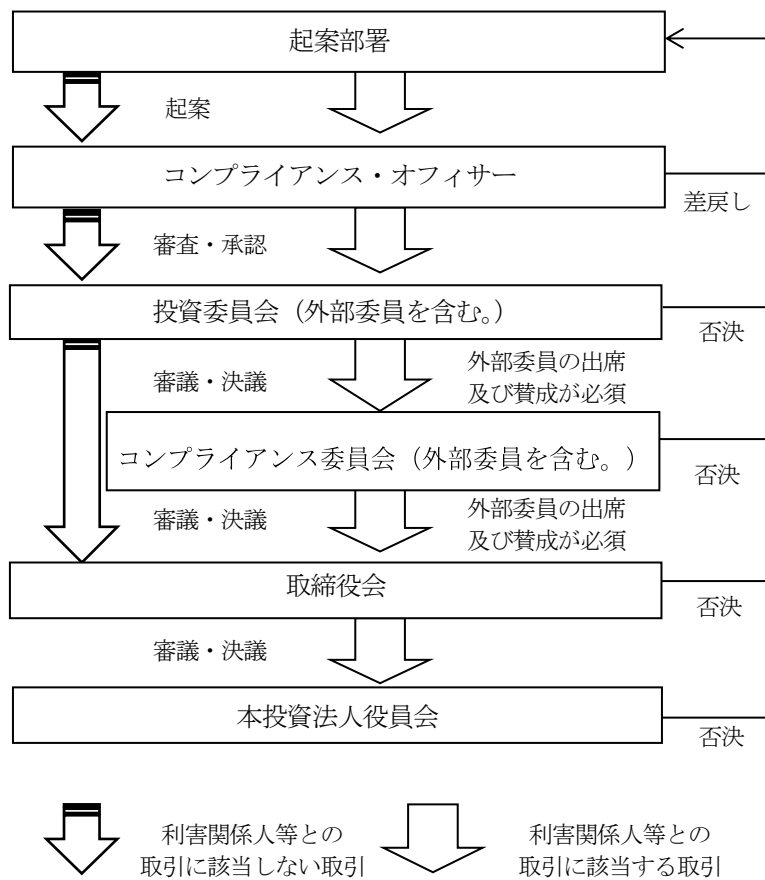 起案部署
起案
コンプライアンス・オフィサー
差戻し
審査・承認
投資委員会（外部委員を含む。）
否決
審議・決議
外部委員の出席
及び賛成が必須
コンプライアンス委員会（外部委員を含む。）
否決
審議・決議
外部委員の出席
及び賛成が必須
取締役会
否決
審議・決議
本投資法人役員会
否決
利害関係人等との
取引に該当しない取引
利害関係人等との
取引に該当する取引